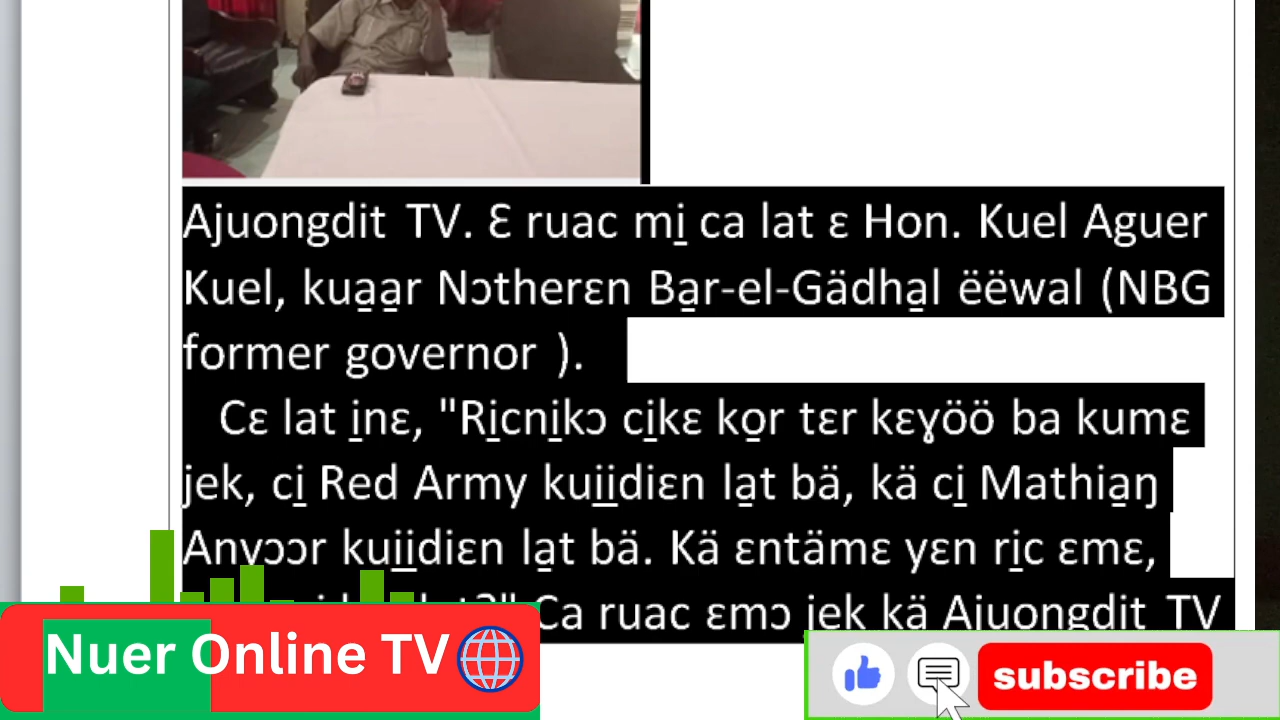 Ajuongdit TV. Ɛ ruac mi̱ ca lat ɛ Hon. Kuel Aguer
Kuel, kua̱a̱r Nɔtherɛn Ba̱r-el-Gädha̱l ëëwal (NBG
former governor ).
Cɛ lat i̱nɛ, "Ri̱cni̱kɔ ci̱kɛ ko̱r tɛr kɛɣöö ba kumɛ
jek, ci̱ Red Army kui̱i̱diɛn la̱t bä, kä ci̱ Mathia̱ŋ
Anyɔɔr kui̱i̱diɛn la̱t bä. Kä ɛntämɛ yɛn ri̱c ɛmɛ,
Ca ruac ɛmɔ jek kä Ajuongdit TV
Nuer Online TV
subscribe